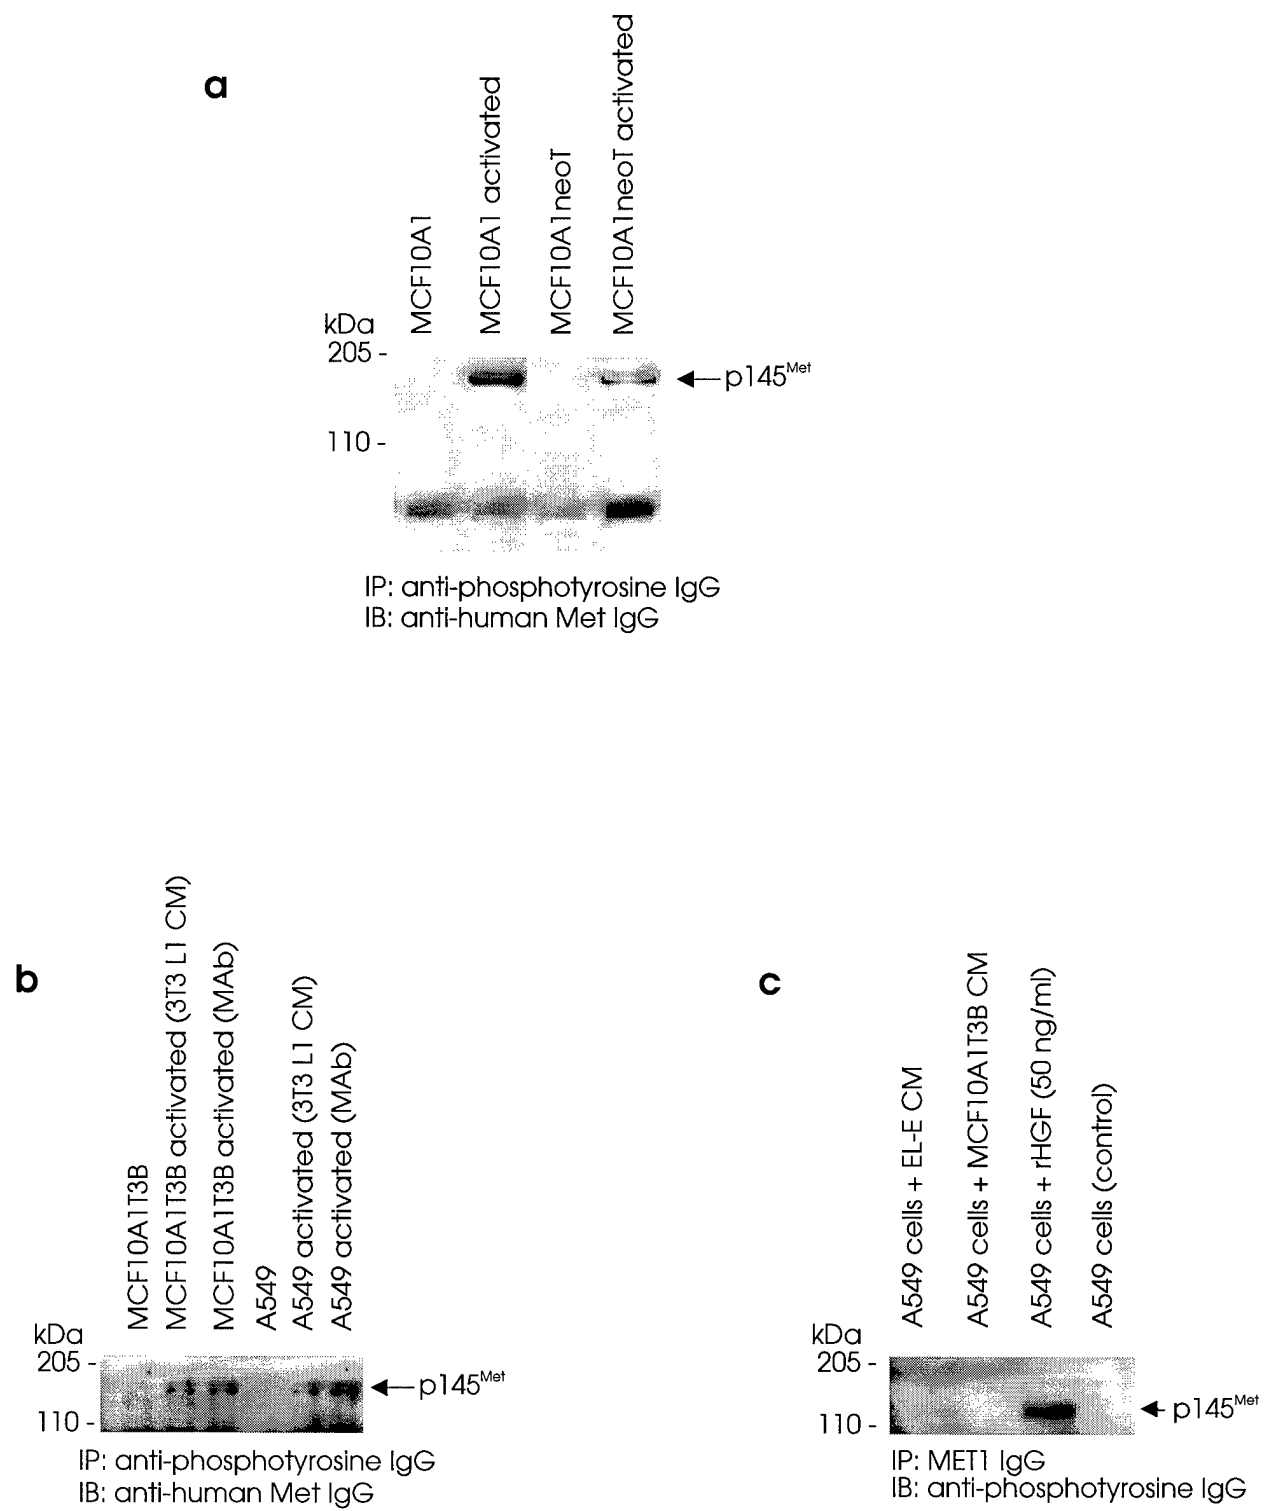 a
MCF10A1
MCF10A1 activated
MCF10A1neoT
MCF10A1neoT activated
kDa
205 -
p145Met
110 -
IP: anti-phosphotyrosine IgG
IB: anti-human Met IgG
b
MCF10A1T3B
MCF10A1T3B activated (3T3 L1 CM)
MCF10A1T3B activated (MAb)
A549
A549 activated (3T3 L1 CM)
A549 activated (MAb)
kDa
205 -
p145Met
110 -
IP: anti-phosphotyrosine IgG
IB: anti-human Met IgG
c
A549 cells + EL-E CM
A549 cells + MCF10A1T3B CM
A549 cells + rHGF (50 ng/ml)
A549 cells (control)
kDa
205 -
p145Met
110 -
IP: MET1 IgG
IB: anti-phosphotyrosine IgG